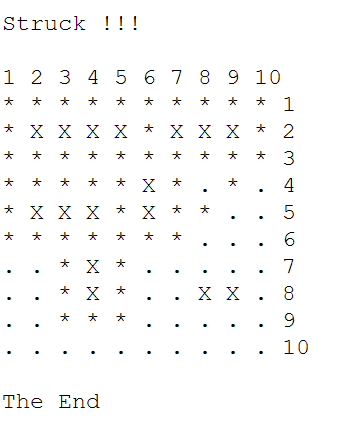 Struck !!!
1 2 3 4 5 6 7 8 9 10
* * * * * * * * * * 1
* X X X X * X X X * 2
* * * * * * * * * * 3
* * * * * X * . * . 4
* X X X * X * * . . 5
* * * * * * * . . . 6
. . * X * . . . . . 7
. . * X * . . X X . 8
. . * * * . . . . . 9
. . . . . . . . . . 10
The End